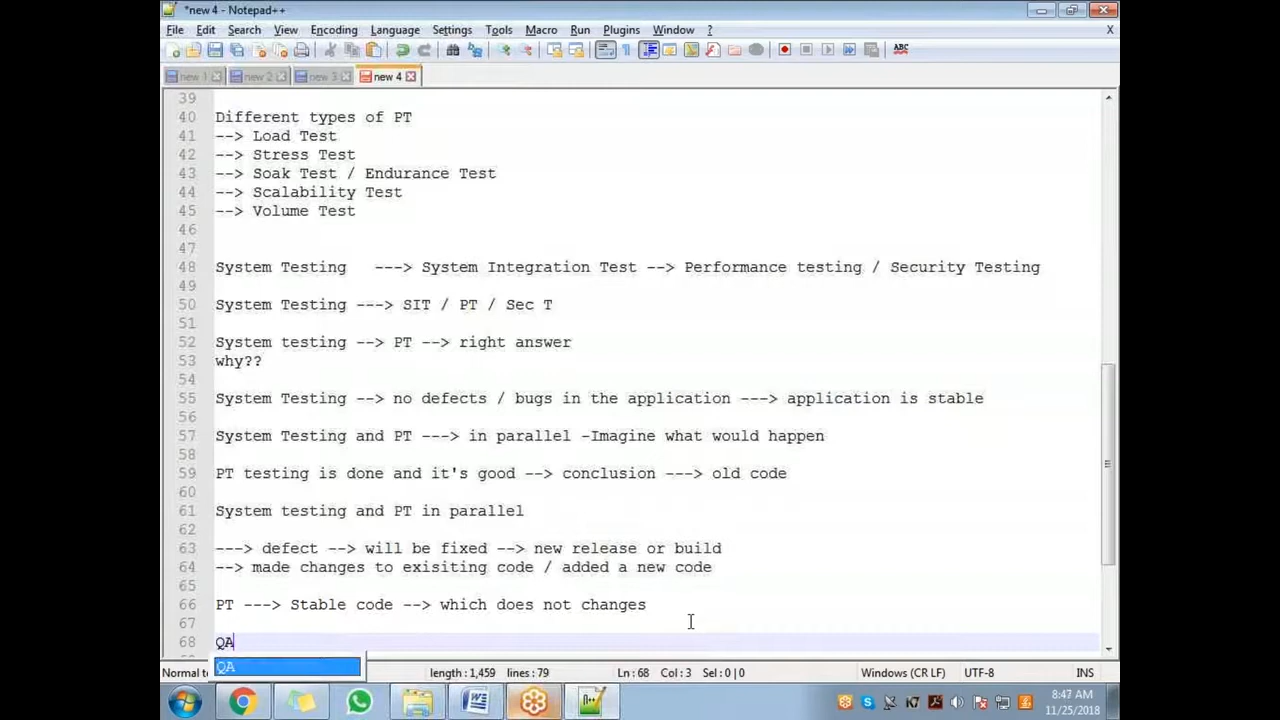 *new 4 - Notepad++
File Edit Search View Encoding Language Settings Tools Macro Run Plugins Window ? X
new 1 new 2 new 3 new 4
39
40 Different types of PT
41 --> Load Test
42 --> Stress Test
43 --> Soak Test / Endurance Test
44 --> Scalability Test
45 --> Volume Test
46
47
48 System Testing ---> System Integration Test --> Performance testing / Security Testing
49
50 System Testing ---> SIT / PT / Sec T
51
52 System testing --> PT --> right answer
53 why??
54
55 System Testing --> no defects / bugs in the application ---> application is stable
56
57 System Testing and PT ---> in parallel -Imagine what would happen
58
59 PT testing is done and it's good --> conclusion ---> old code
60
61 System testing and PT in parallel
62
63 ---> defect --> will be fixed --> new release or build
64 --> made changes to exisiting code / added a new code
65
66 PT ---> Stable code --> which does not changes
67
68 QA
QA
Normal t length : 1,459 lines : 79 Ln : 68 Col : 3 Sel : 0 | 0 Windows (CR LF) UTF-8 INS
8:47 AM
11/25/2018